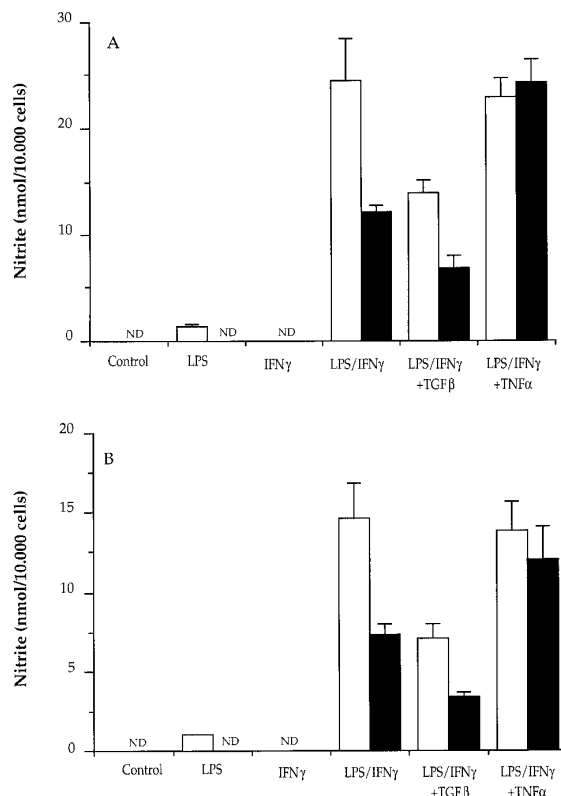 A
Nitrite (nmol/10.000 cells)
30
20
10
0
ND
ND
ND
Control
LPS
IFNγ
LPS/IFNγ
LPS/IFNγ
+TGFβ
LPS/IFNγ
+TNFα
B
Nitrite (nmol/10.000 cells)
20
15
10
5
0
ND
ND
ND
Control
LPS
IFNγ
LPS/IFNγ
LPS/IFNγ
+TGFβ
LPS/IFNγ
+TNFα